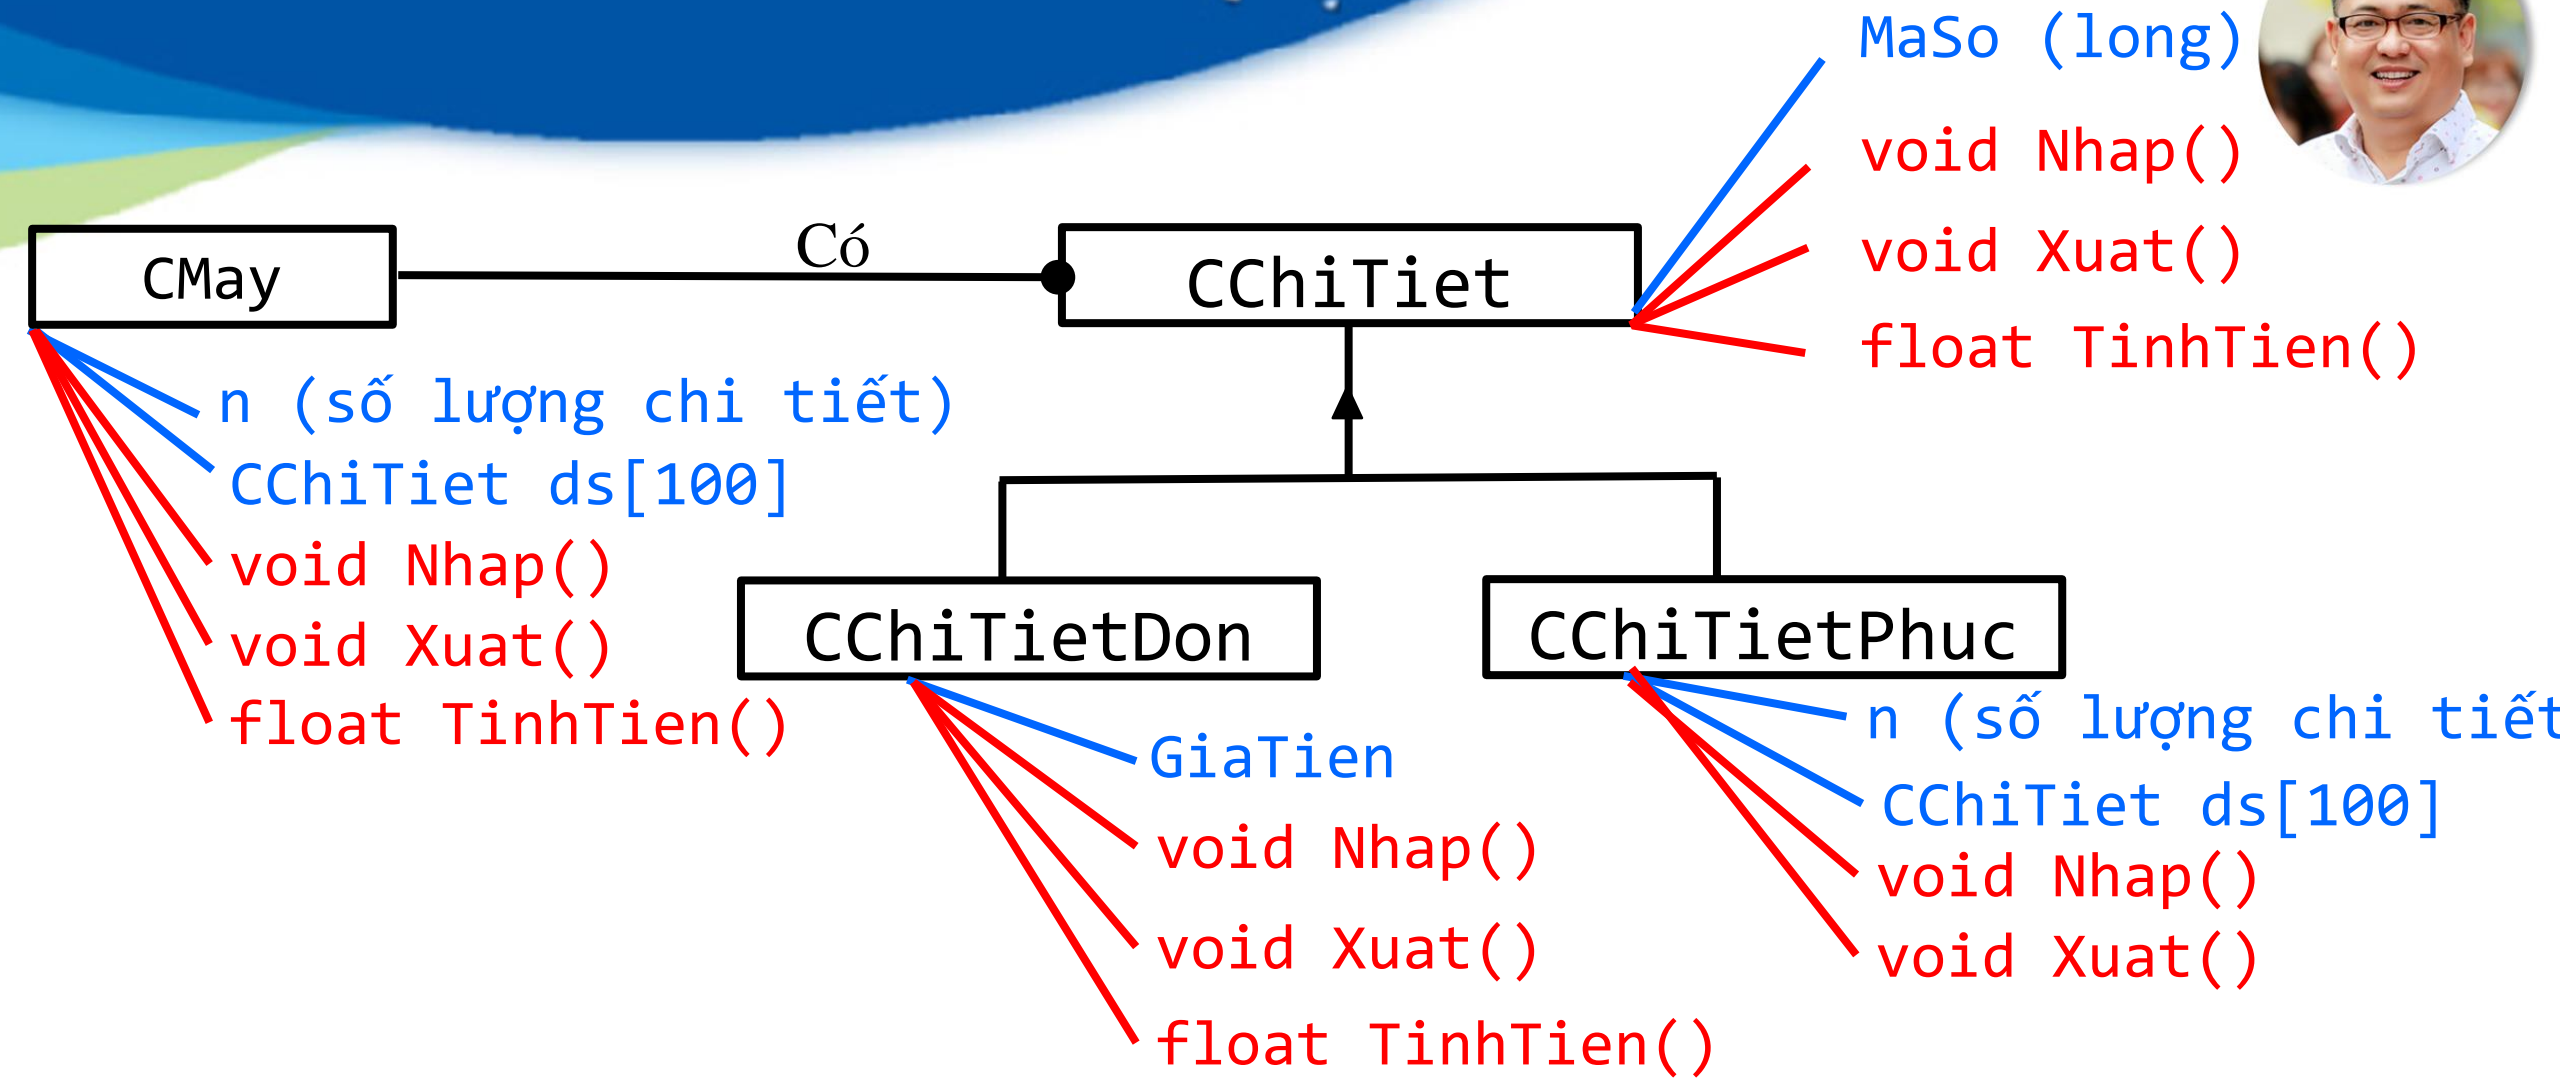 MaSo (long)
void Nhap()
void Xuat()
float TinhTien()
CMay
Có
CChiTiet
n (số lượng chi tiết)
CChiTiet ds[100]
void Nhap()
void Xuat()
float TinhTien()
CChiTietDon
GiaTien
void Nhap()
void Xuat()
float TinhTien()
CChiTietPhuc
n (số lượng chi tiết
CChiTiet ds[100]
void Nhap()
void Xuat()